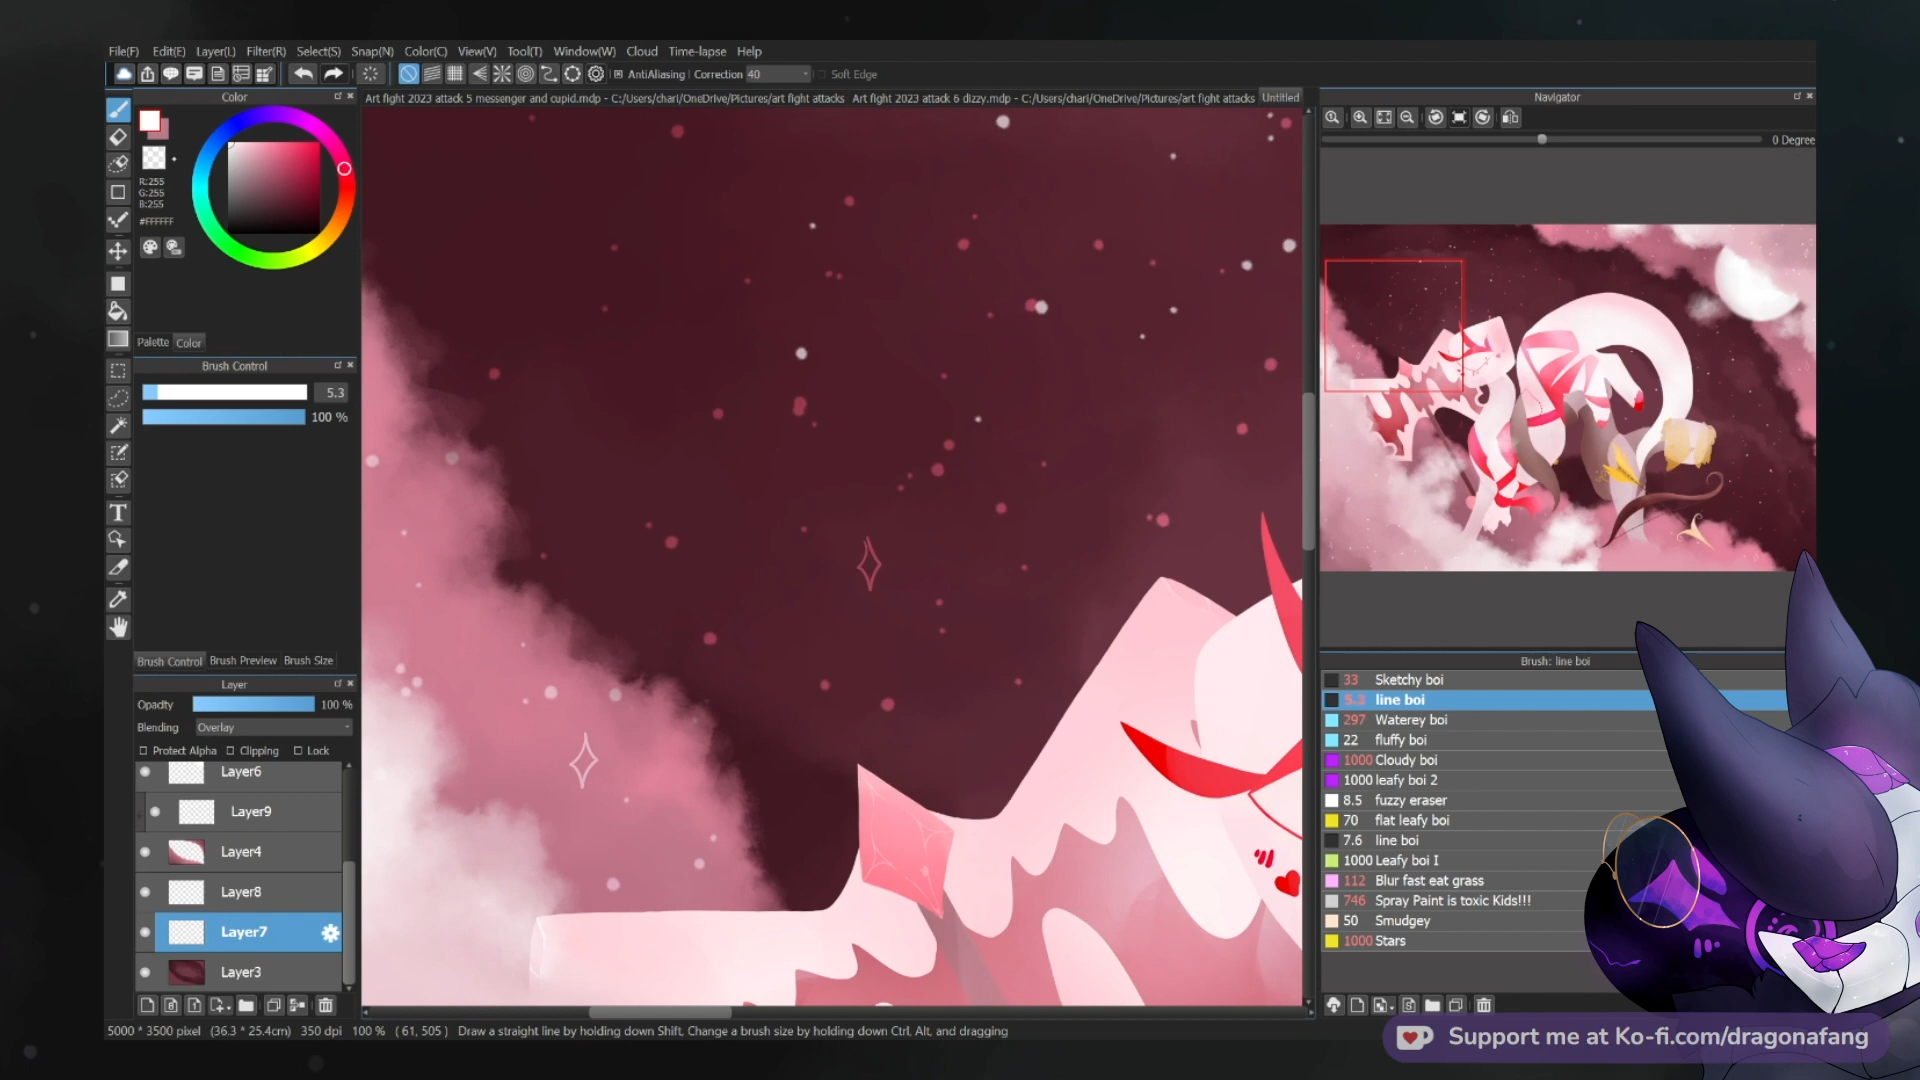 File(F) Edit(E) Layer(L) Filter(R) Select(S) Snap(N) Color(C) View(V) Tool(T) Window(W) Cloud Time-lapse Help
AntiAliasing Correction 40 Soft Edge
Color
Art fight 2023 attack 5 messenger and cupid.mdp - C:/Users/charl/OneDrive/Pictures/art fight attacks
Art fight 2023 attack 6 dizzy.mdp - C:/Users/charl/OneDrive/Pictures/art fight attacks
Untitled
Navigator
0 Degree
R:255
G:255
B:255
#FFFFFF
Palette Color
Brush Control
5.3
100 %
Brush Control Brush Preview Brush Size
Layer
Opacity 100 %
Blending Overlay
Protect Alpha Clipping Lock
Layer6
Layer9
Layer4
Layer8
Layer7
Layer3
Brush: line boi
33 Sketchy boi
5.3 line boi
297 Waterey boi
22 fluffy boi
1000 Cloudy boi
1000 leafy boi 2
8.5 fuzzy eraser
70 flat leafy boi
7.6 line boi
1000 Leafy boi I
112 Blur fast eat grass
746 Spray Paint is toxic Kids!!!
50 Smudgey
1000 Stars
5000 * 3500 pixel (36.3 * 25.4cm) 350 dpi 100 % ( 61, 505 ) Draw a straight line by holding down Shift, Change a brush size by holding down Ctrl, Alt, and dragging
Support me at Ko-fi.com/dragonafang